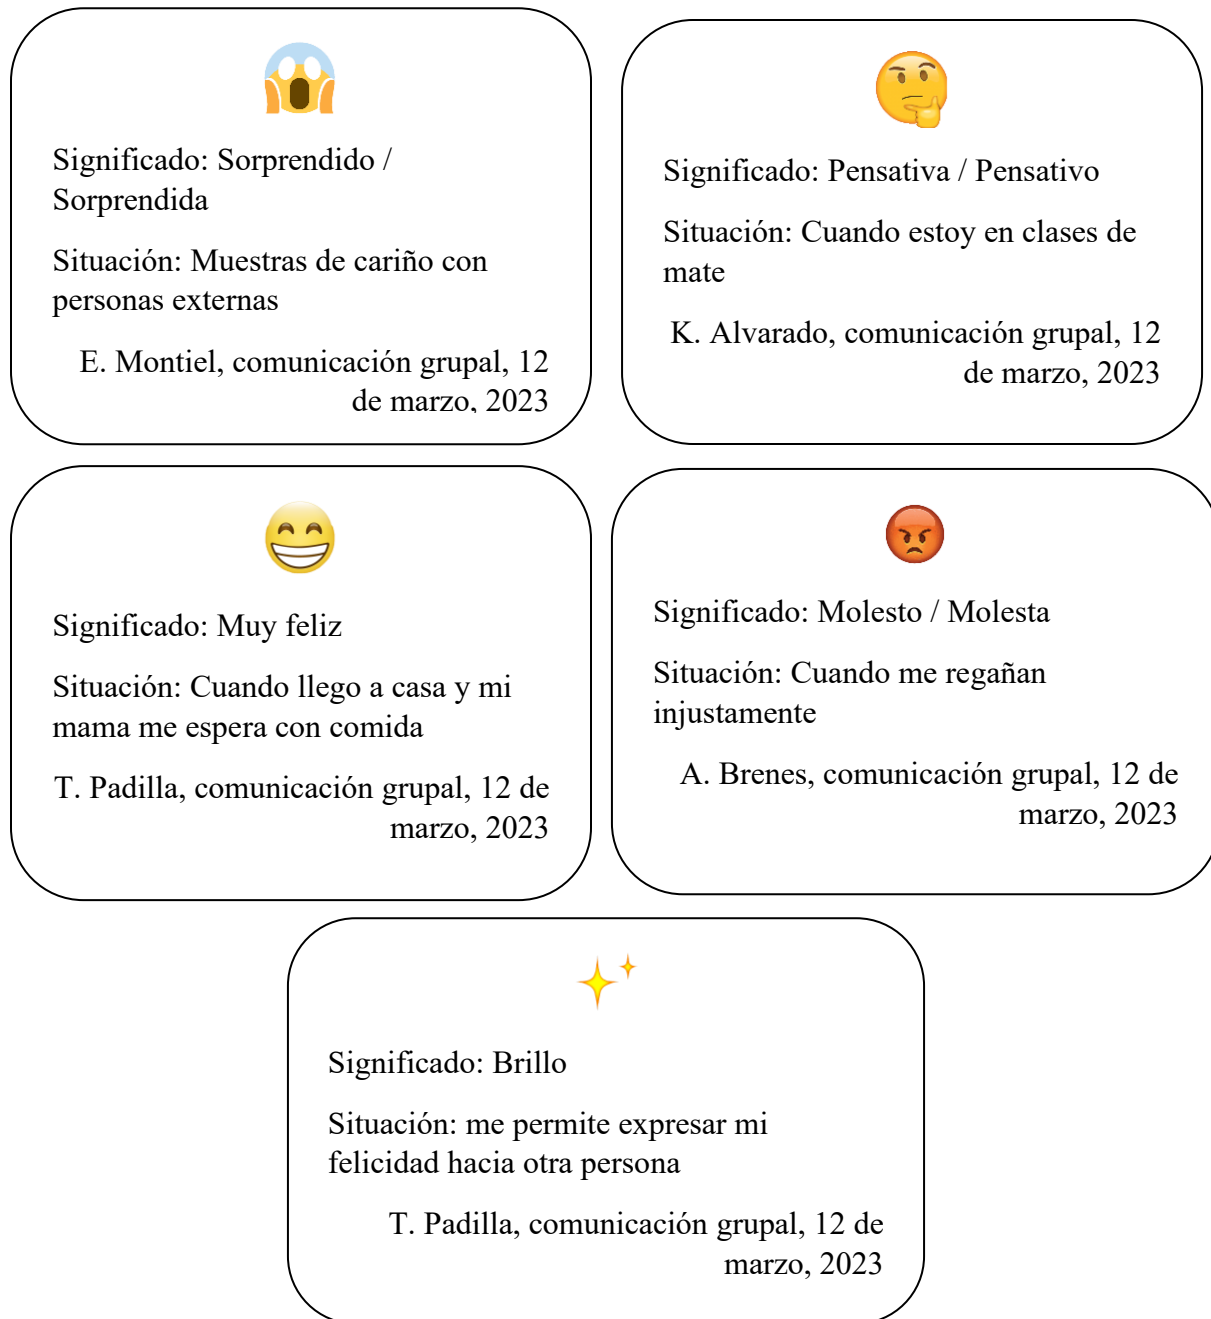 Significado: Sorprendido /
Sorprendida
Situación: Muestras de cariño con
personas externas
E. Montiel, comunicación grupal, 12
de marzo, 2023
Significado: Pensativa / Pensativo
Situación: Cuando estoy en clases de
mate
K. Alvarado, comunicación grupal, 12
de marzo, 2023
Significado: Muy feliz
Situación: Cuando llego a casa y mi
mama me espera con comida
T. Padilla, comunicación grupal, 12 de
marzo, 2023
Significado: Molesto / Molesta
Situación: Cuando me regañan
injustamente
A. Brenes, comunicación grupal, 12 de
marzo, 2023
Significado: Brillo
Situación: me permite expresar mi
felicidad hacia otra persona
T. Padilla, comunicación grupal, 12 de
marzo, 2023